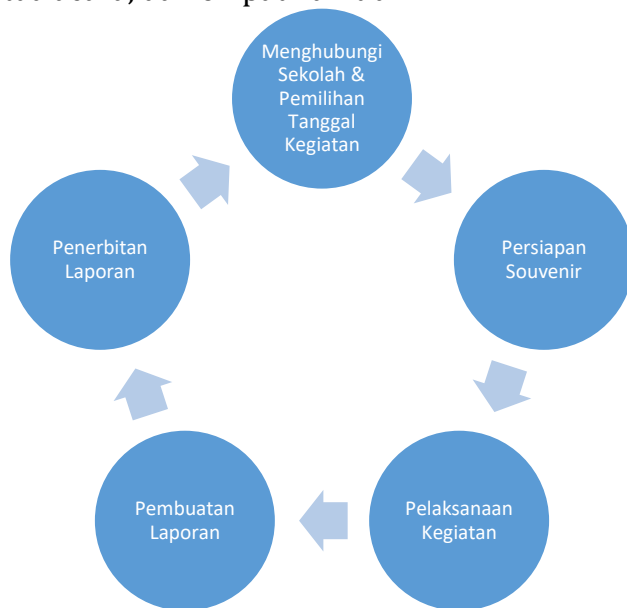 Menghubungi
Sekolah &
Pemilihan
Tanggal
Kegiatan
Persiapan
Souvenir
Pelaksanaan
Kegiatan
Pembuatan
Laporan
Penerbitan
Laporan